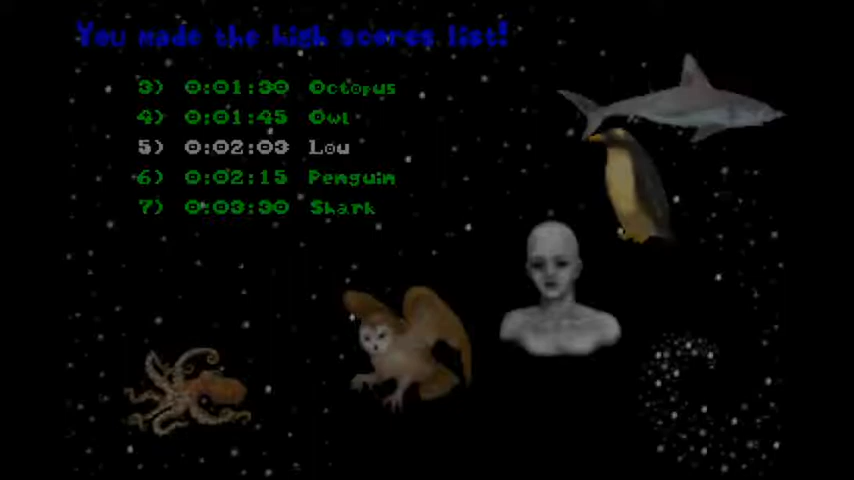 You made the high scores list!
3) 0:01:30 Octopus
4) 0:01:45 Owl
5) 0:02:03 Lou
6) 0:02:15 Penguin
7) 0:03:30 Shark